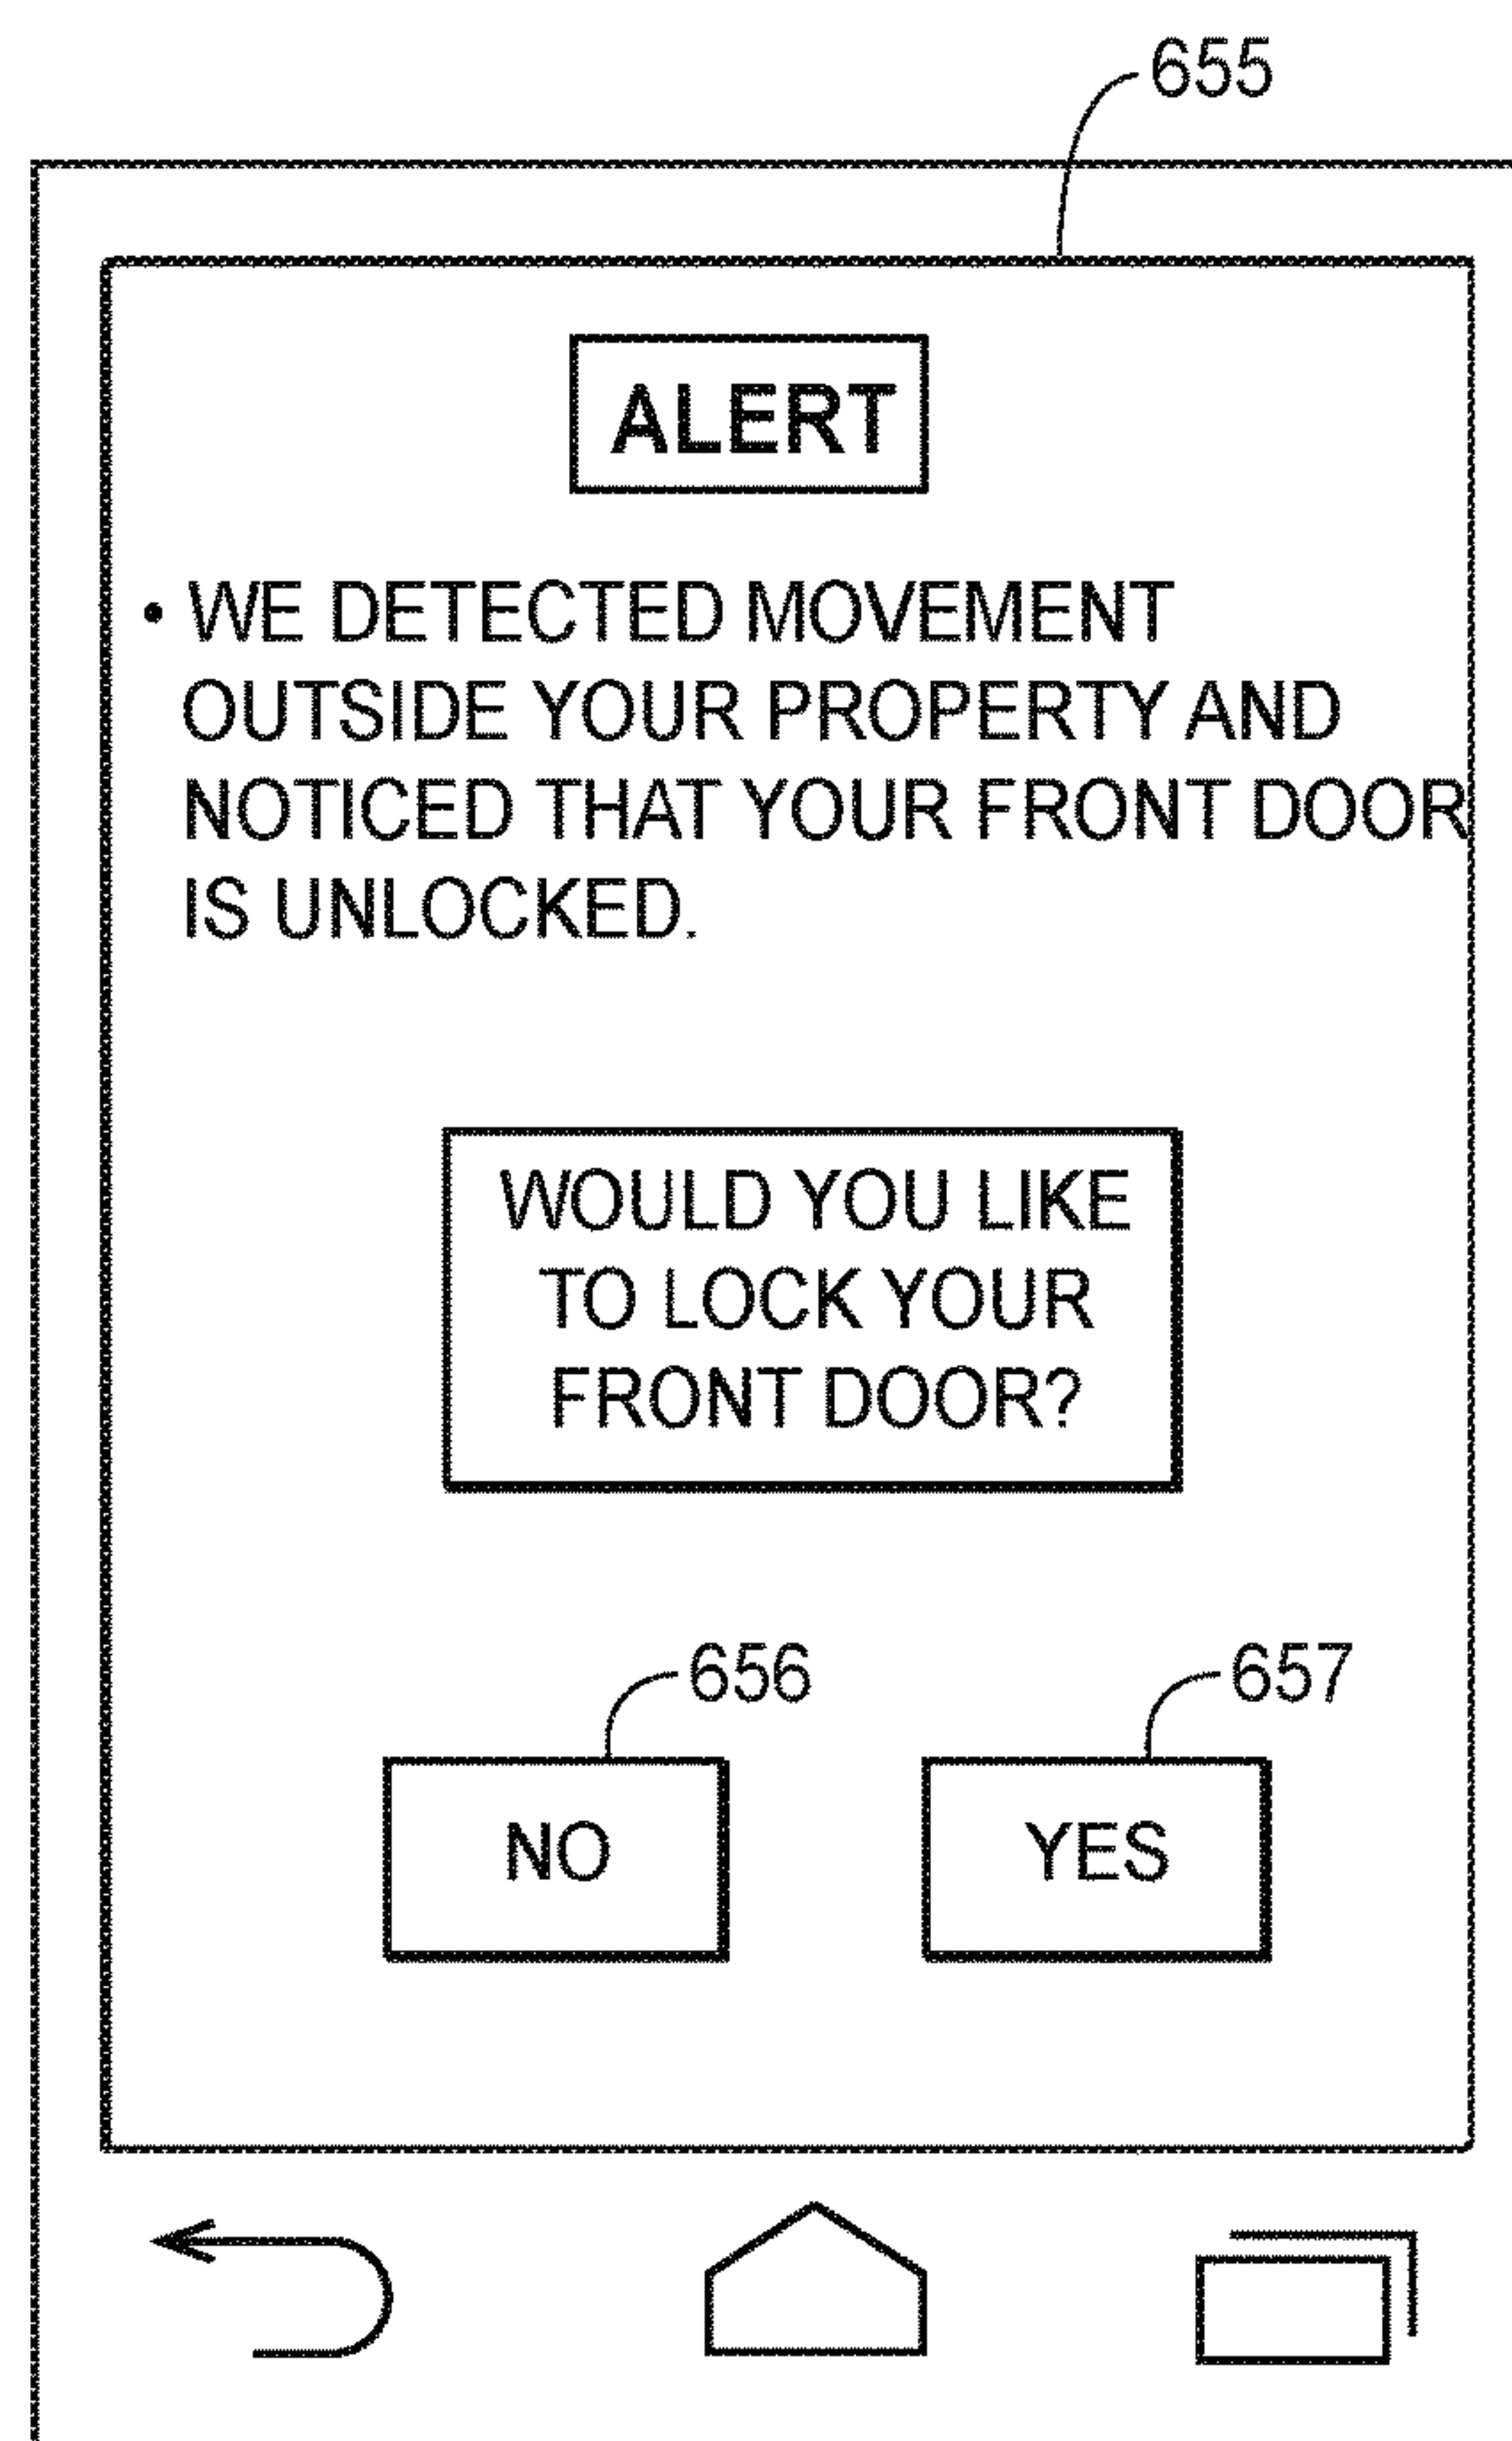 655
ALERT
• WE DETECTED MOVEMENT
OUTSIDE YOUR PROPERTY AND
NOTICED THAT YOUR FRONT DOOR
IS UNLOCKED.
WOULD YOU LIKE
TO LOCK YOUR
FRONT DOOR?
656 657
NO YES